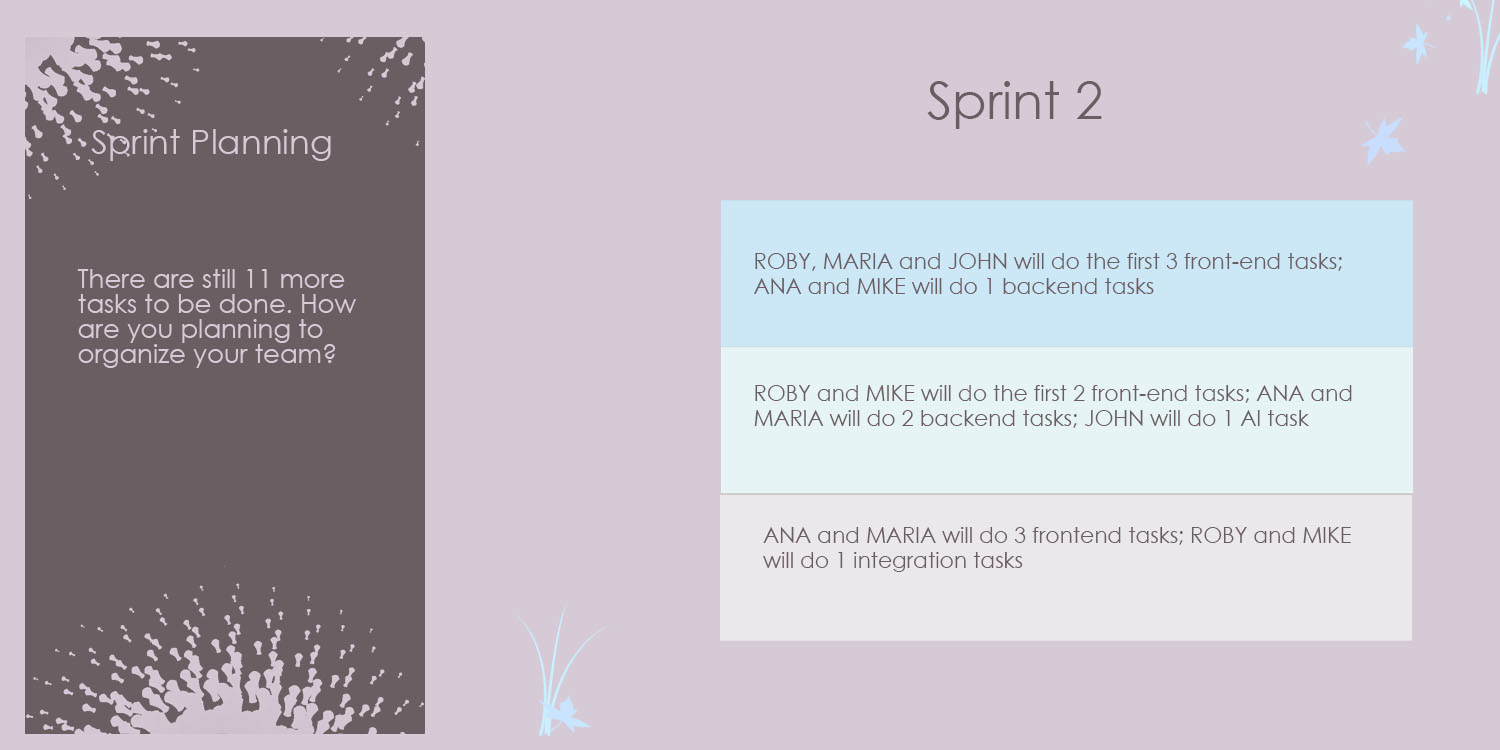 Sprint Planning
There are still 11 more
tasks to be done. How
are you planning to
organize your team?
Sprint 2
ROBY, MARIA and JOHN will do the first 3 front-end tasks;
ANA and MIKE will do 1 backend tasks
ROBY and MIKE will do the first 2 front-end tasks; ANA and
MARIA will do 2 backend tasks; JOHN will do 1 AI task
ANA and MARIA will do 3 frontend tasks; ROBY and MIKE
will do 1 integration tasks